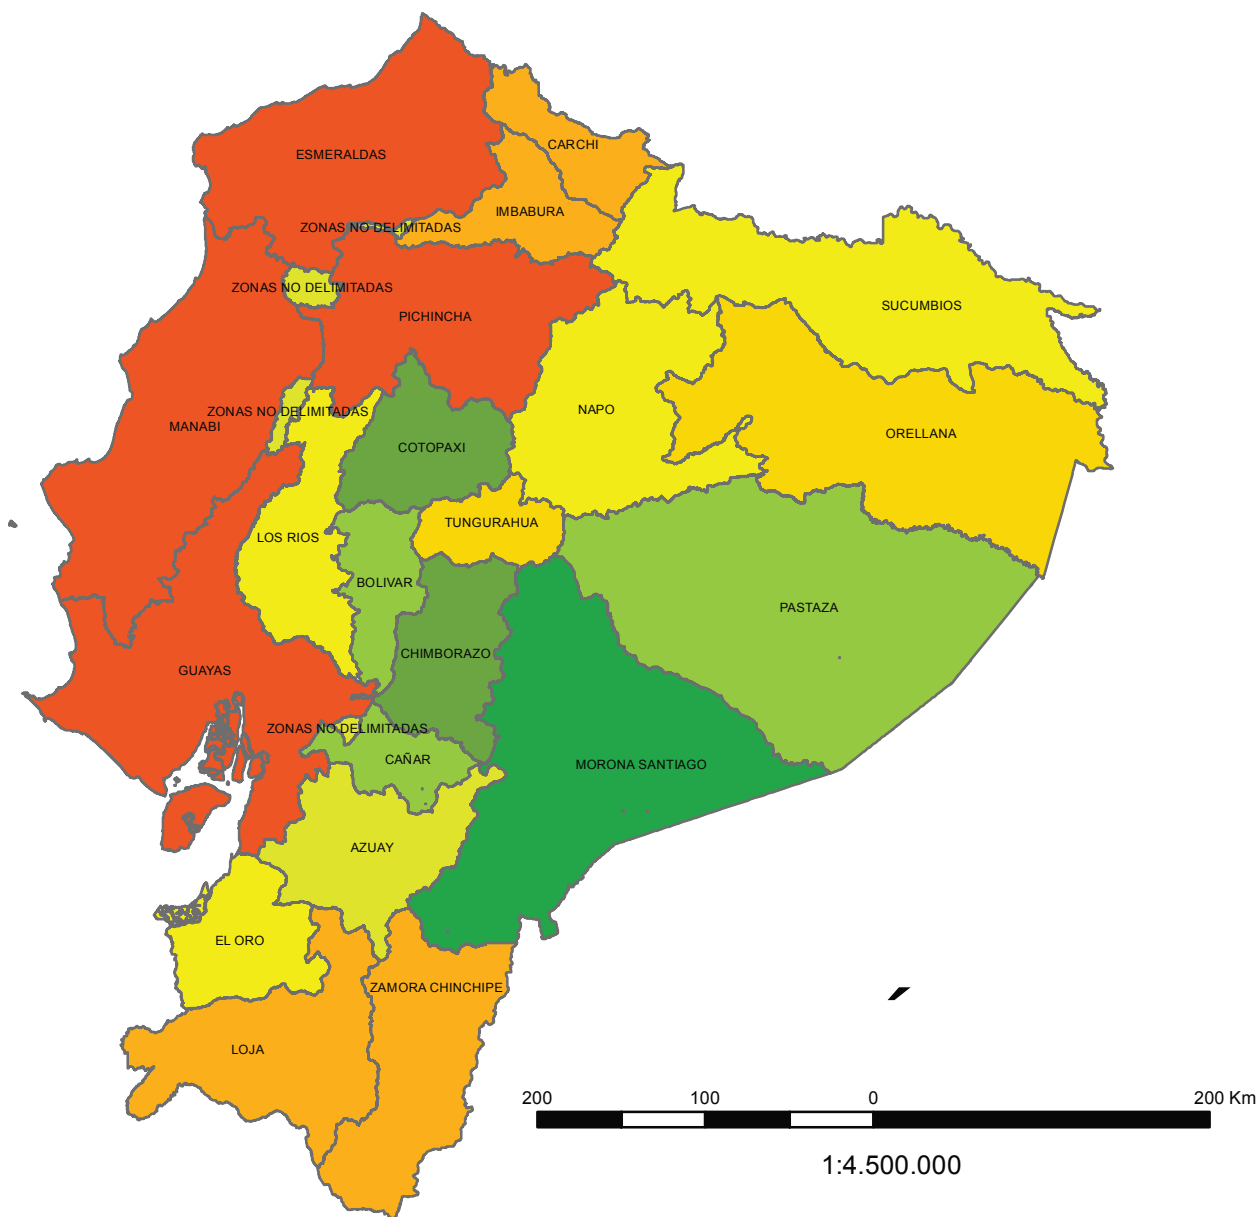 CARCHI
ESMERALDAS
IMBABURA
ZONAS NO DELIMITADAS
ZONAS NO DELIMITADAS
SUCUMBIOS
PICHINCHA
NAPO
ZONAS NO DELIMITADAS
MANABI
ORELLANA
COTOPAXI
TUNGURAHUA
LOS RIOS
BOLIVAR
PASTAZA
CHIMBORAZO
GUAYAS
ZONAS NO DELIMITADAS
CAÑAR
MORONA SANTIAGO
AZUAY
EL ORO
ZAMORA CHINCHIPE
LOJA
200 100 0 200 Km
1:4.500.000